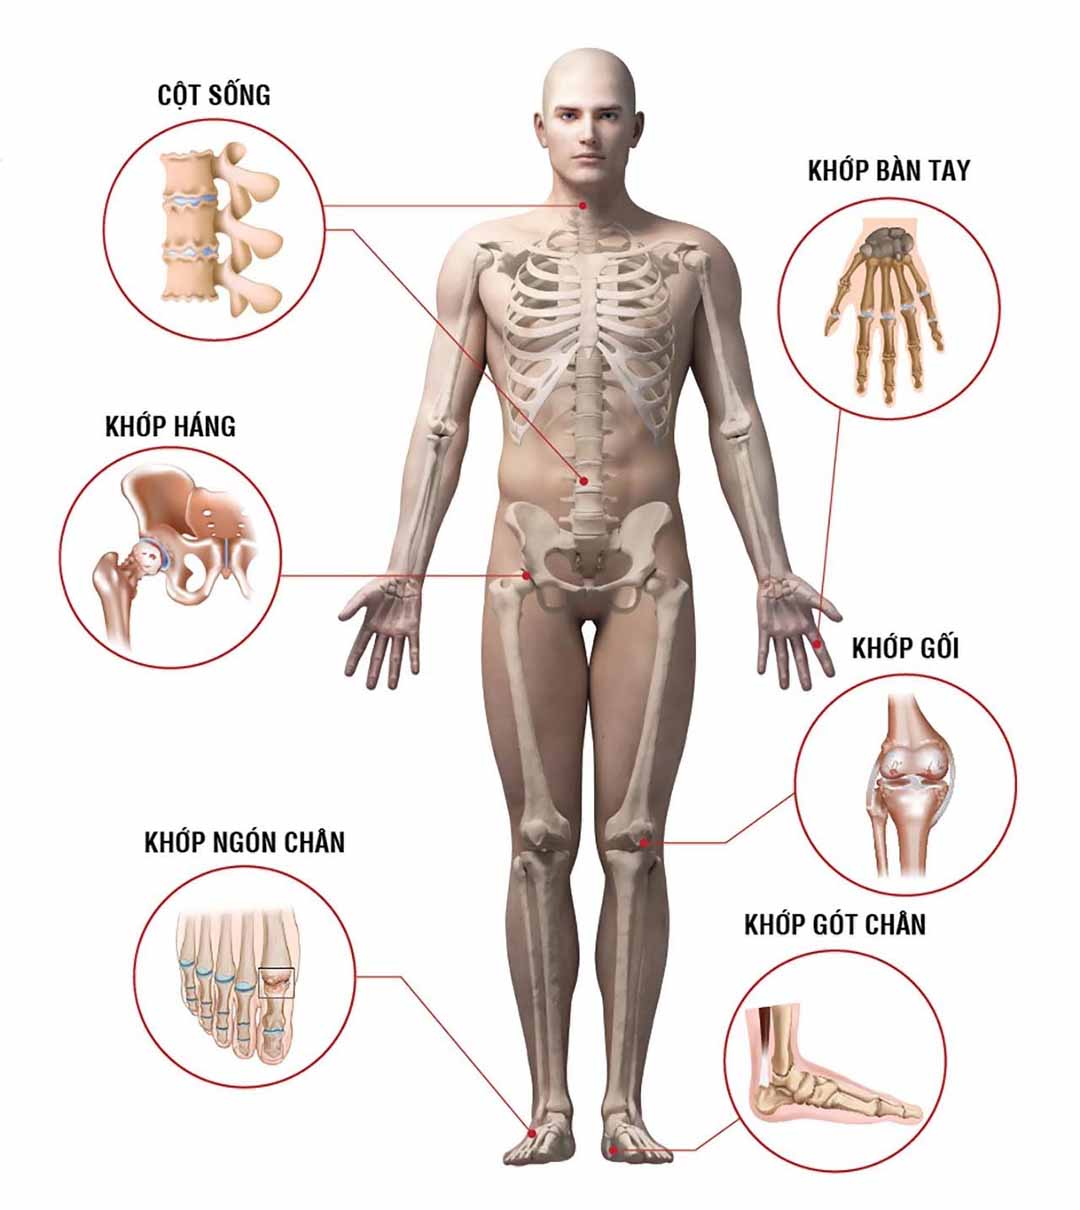 CỘT SỐNG
KHỚP BÀN TAY
KHỚP HÁNG
KHỚP GỐI
KHỚP NGÓN CHÂN
KHỚP GÓT CHÂN